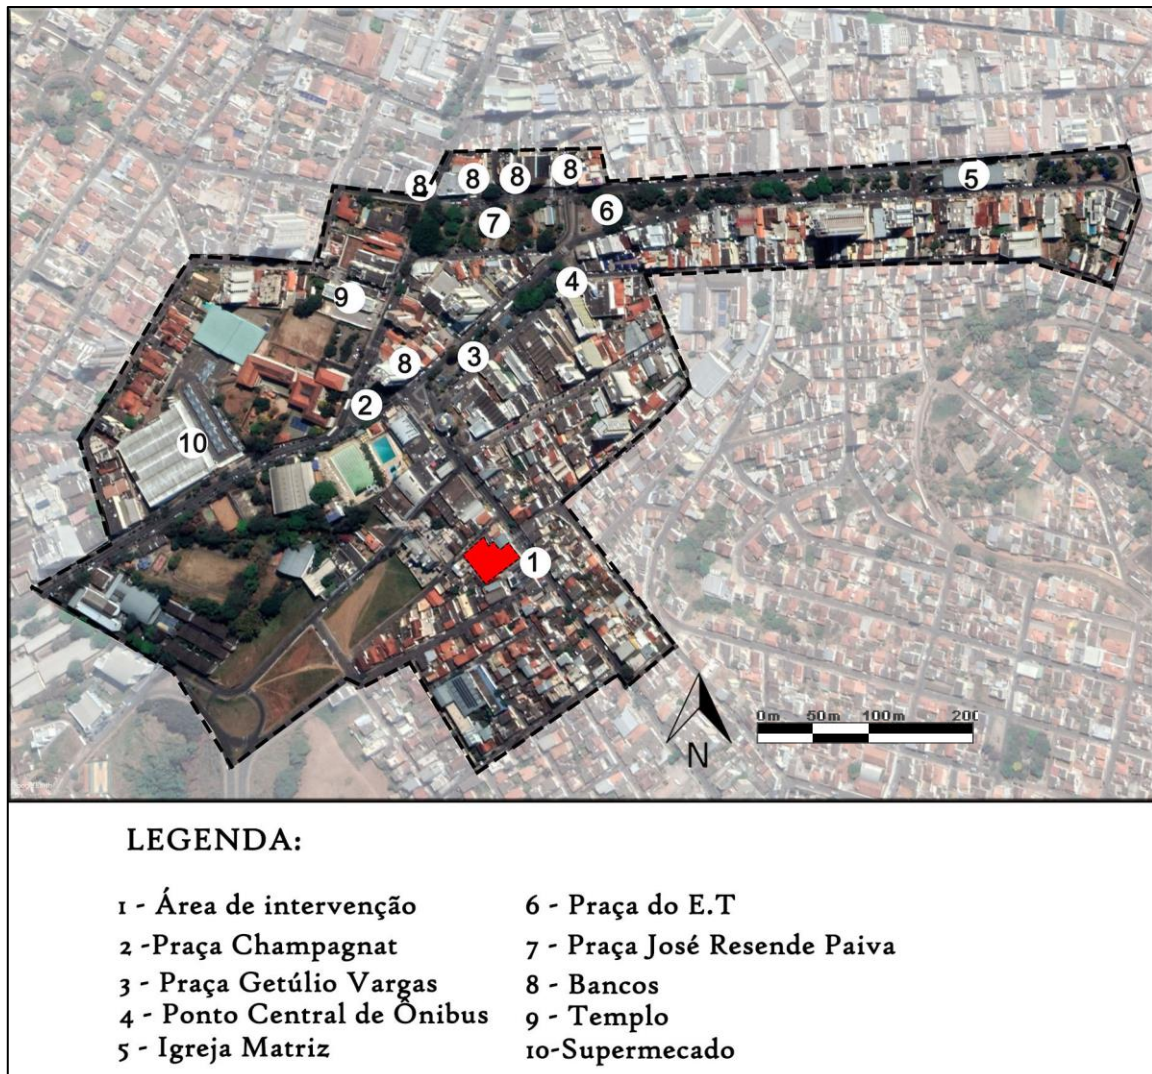 8 8 8 8
5
6
7
4
9
3
8
2
10
1
N
0m 50m 100m 200
LEGENDA:
1 - Área de intervenção
2 -Praça Champagnat
3 - Praça Getúlio Vargas
4 - Ponto Central de Ônibus
5 - Igreja Matriz
6 - Praça do E.T
7 - Praça José Resende Paiva
8 - Bancos
9 - Templo
10-Supermecado